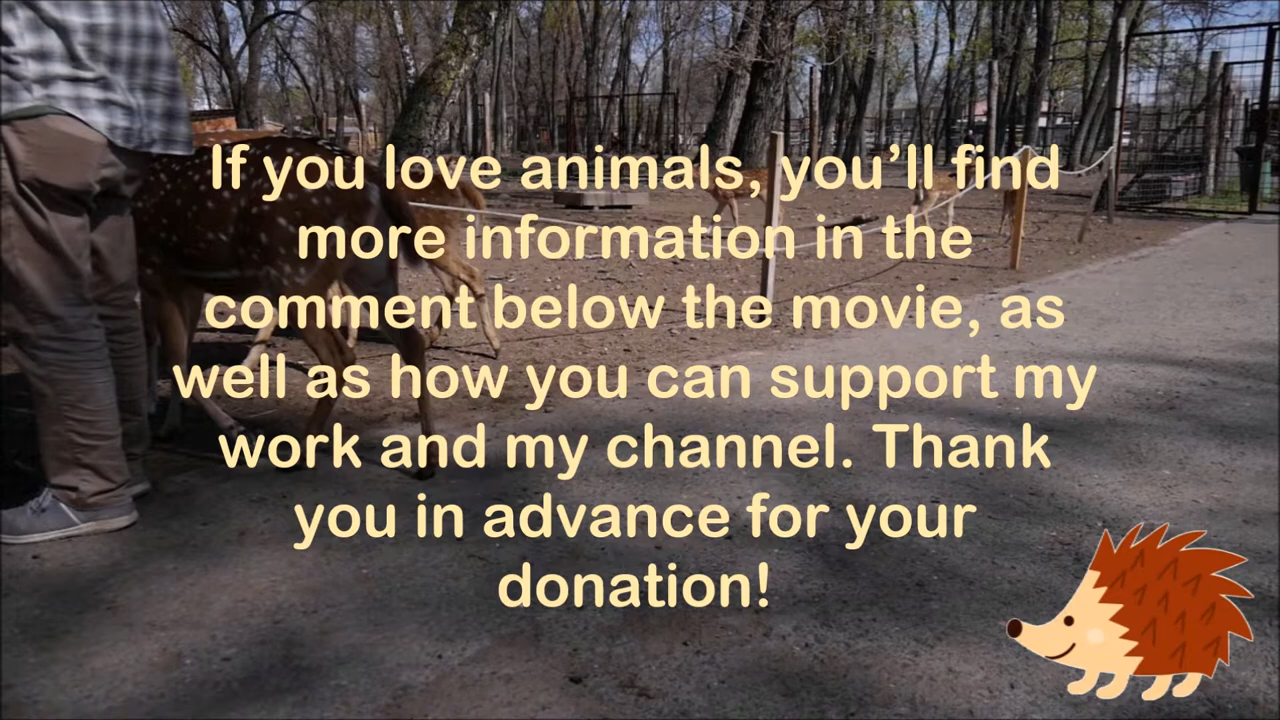 If you love animals, you’ll find
more information in the
comment below the movie, as
well as how you can support my
work and my channel. Thank
you in advance for your
donation!